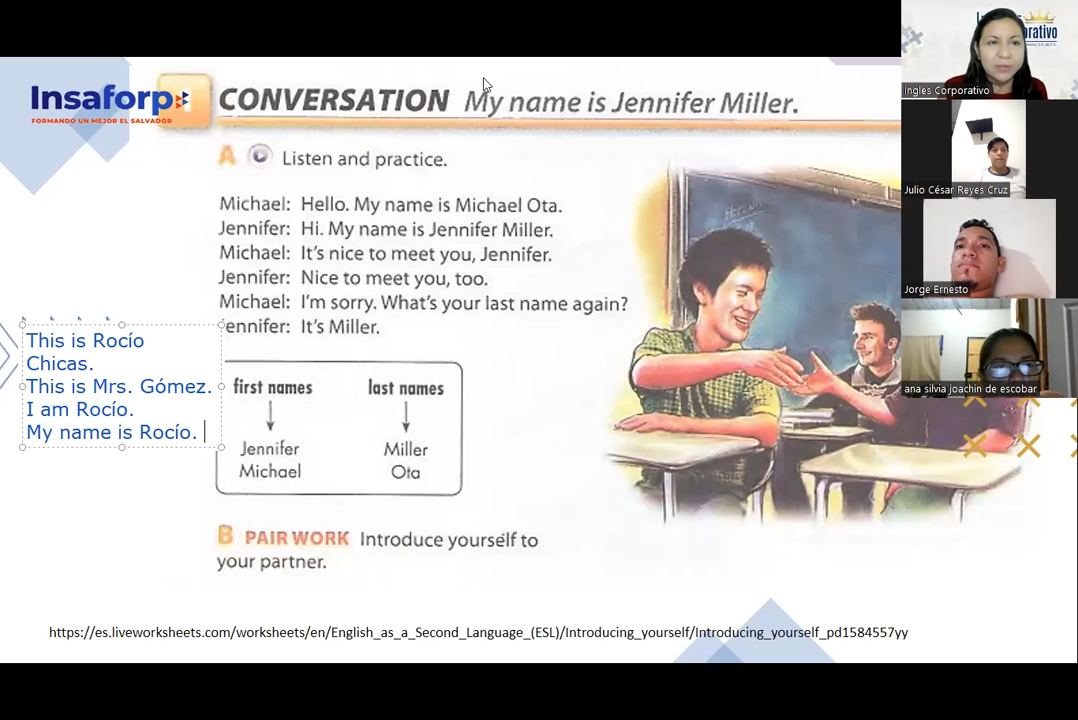 Insaforp
FORMANDO UN MEJOR EL SALVADOR
CONVERSATION My name is Jennifer Miller.
A Listen and practice.
Michael: Hello. My name is Michael Ota.
Jennifer: Hi. My name is Jennifer Miller.
Michael: It's nice to meet you, Jennifer.
Jennifer: Nice to meet you, too.
Michael: I'm sorry. What's your last name again?
Jennifer: It's Miller.
This is Rocío
Chicas.
This is Mrs. Gómez.
I am Rocío.
My name is Rocío.
first names last names
Jennifer Miller
Michael Ota
B PAIR WORK Introduce yourself to
your partner.
https://es.liveworksheets.com/worksheets/en/English_as_a_Second_Language_(ESL)/Introducing_yourself/Introducing_yourself_pd1584557yy
Ingles Corporativo
Julio César Reyes Cruz
Jorge Ernesto
ana silvia joachin de escobar